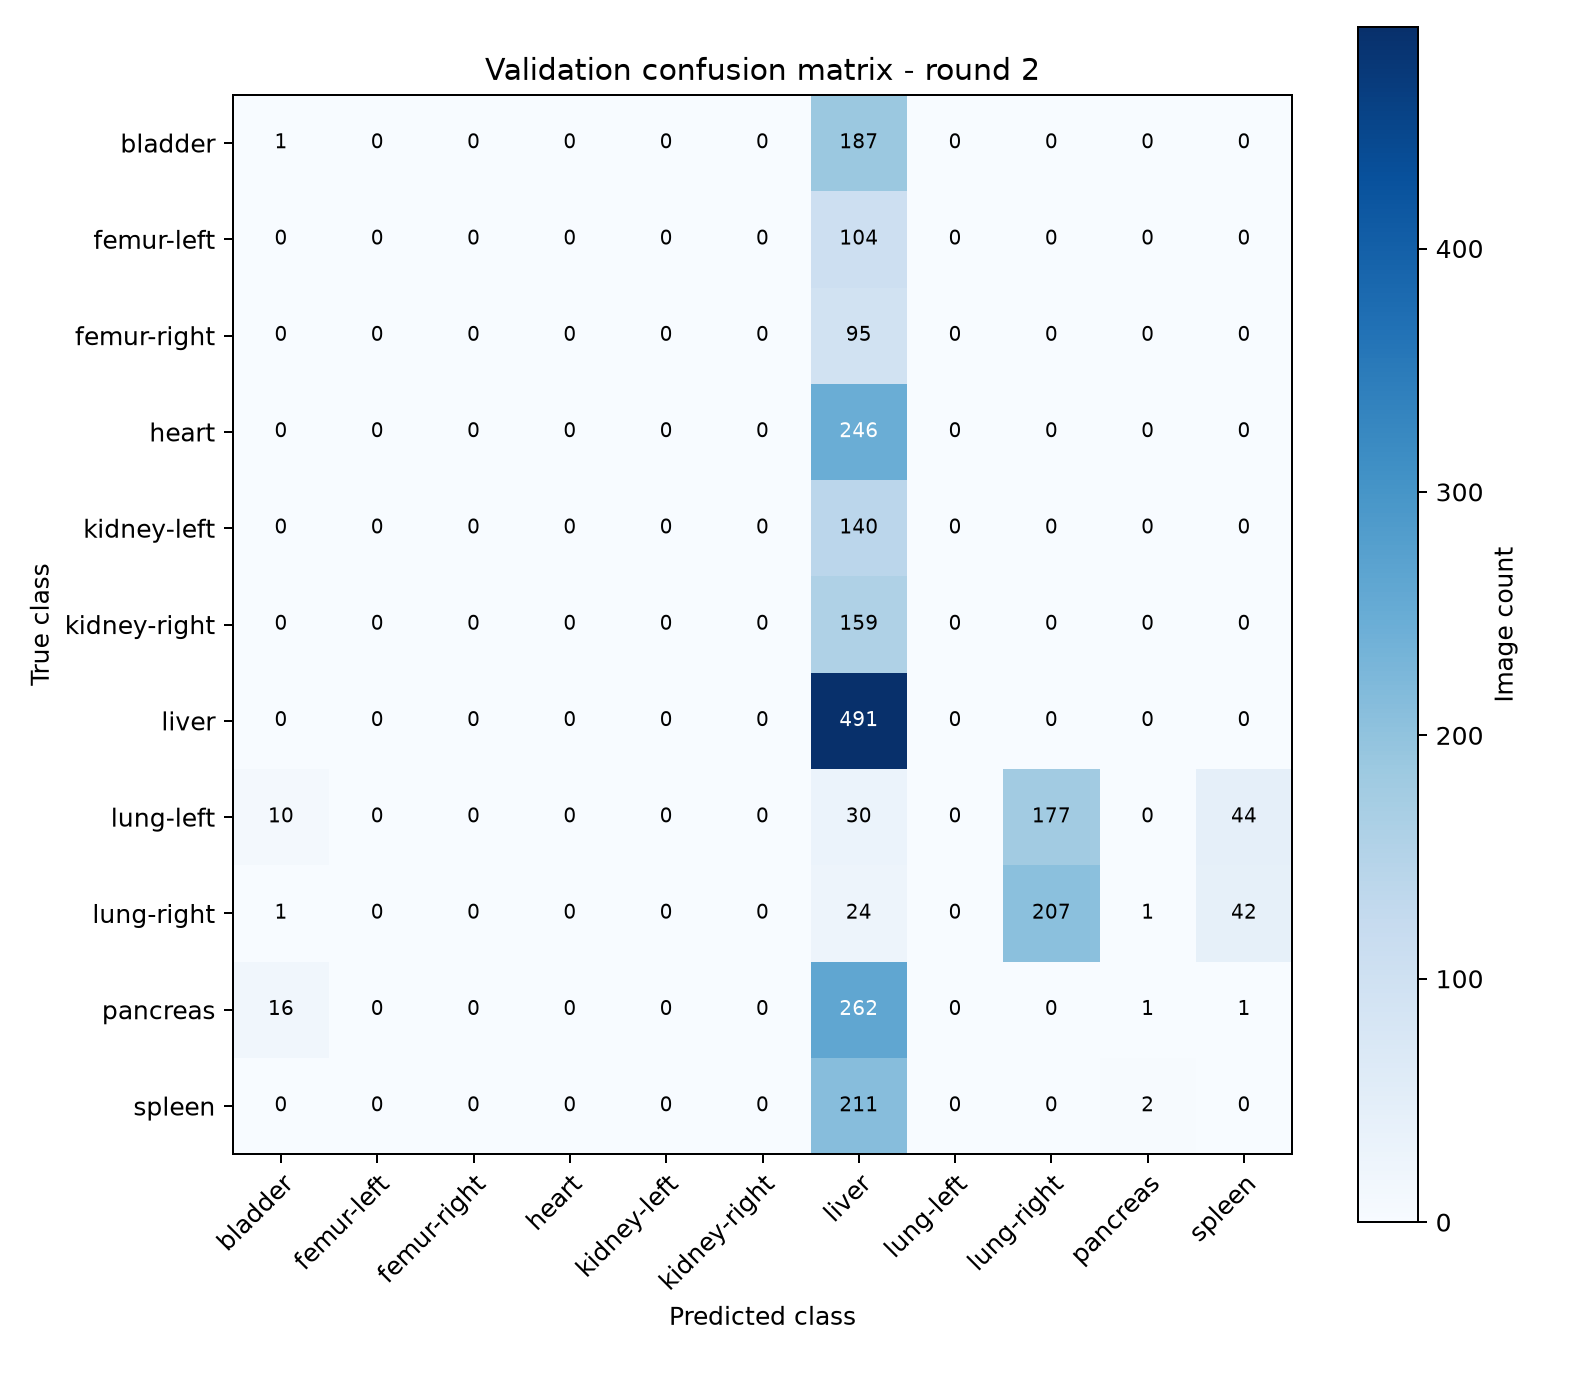 Validation confusion matrix - round 2
bladder 1 0 0 0 0 0 187 0 0 0 0
femur-left 0 0 0 0 0 0 104 0 0 0 0
femur-right 0 0 0 0 0 0 95 0 0 0 0
heart 0 0 0 0 0 0 246 0 0 0 0
kidney-left 0 0 0 0 0 0 140 0 0 0 0
kidney-right 0 0 0 0 0 0 159 0 0 0 0
liver 0 0 0 0 0 0 491 0 0 0 0
lung-left 10 0 0 0 0 0 30 0 177 0 44
lung-right 1 0 0 0 0 0 24 0 207 1 42
pancreas 16 0 0 0 0 0 262 0 0 1 1
spleen 0 0 0 0 0 0 211 0 0 2 0
True class
bladder femur-left femur-right heart kidney-left kidney-right liver lung-left lung-right pancreas spleen
Predicted class
400
300
200
100
0
Image count